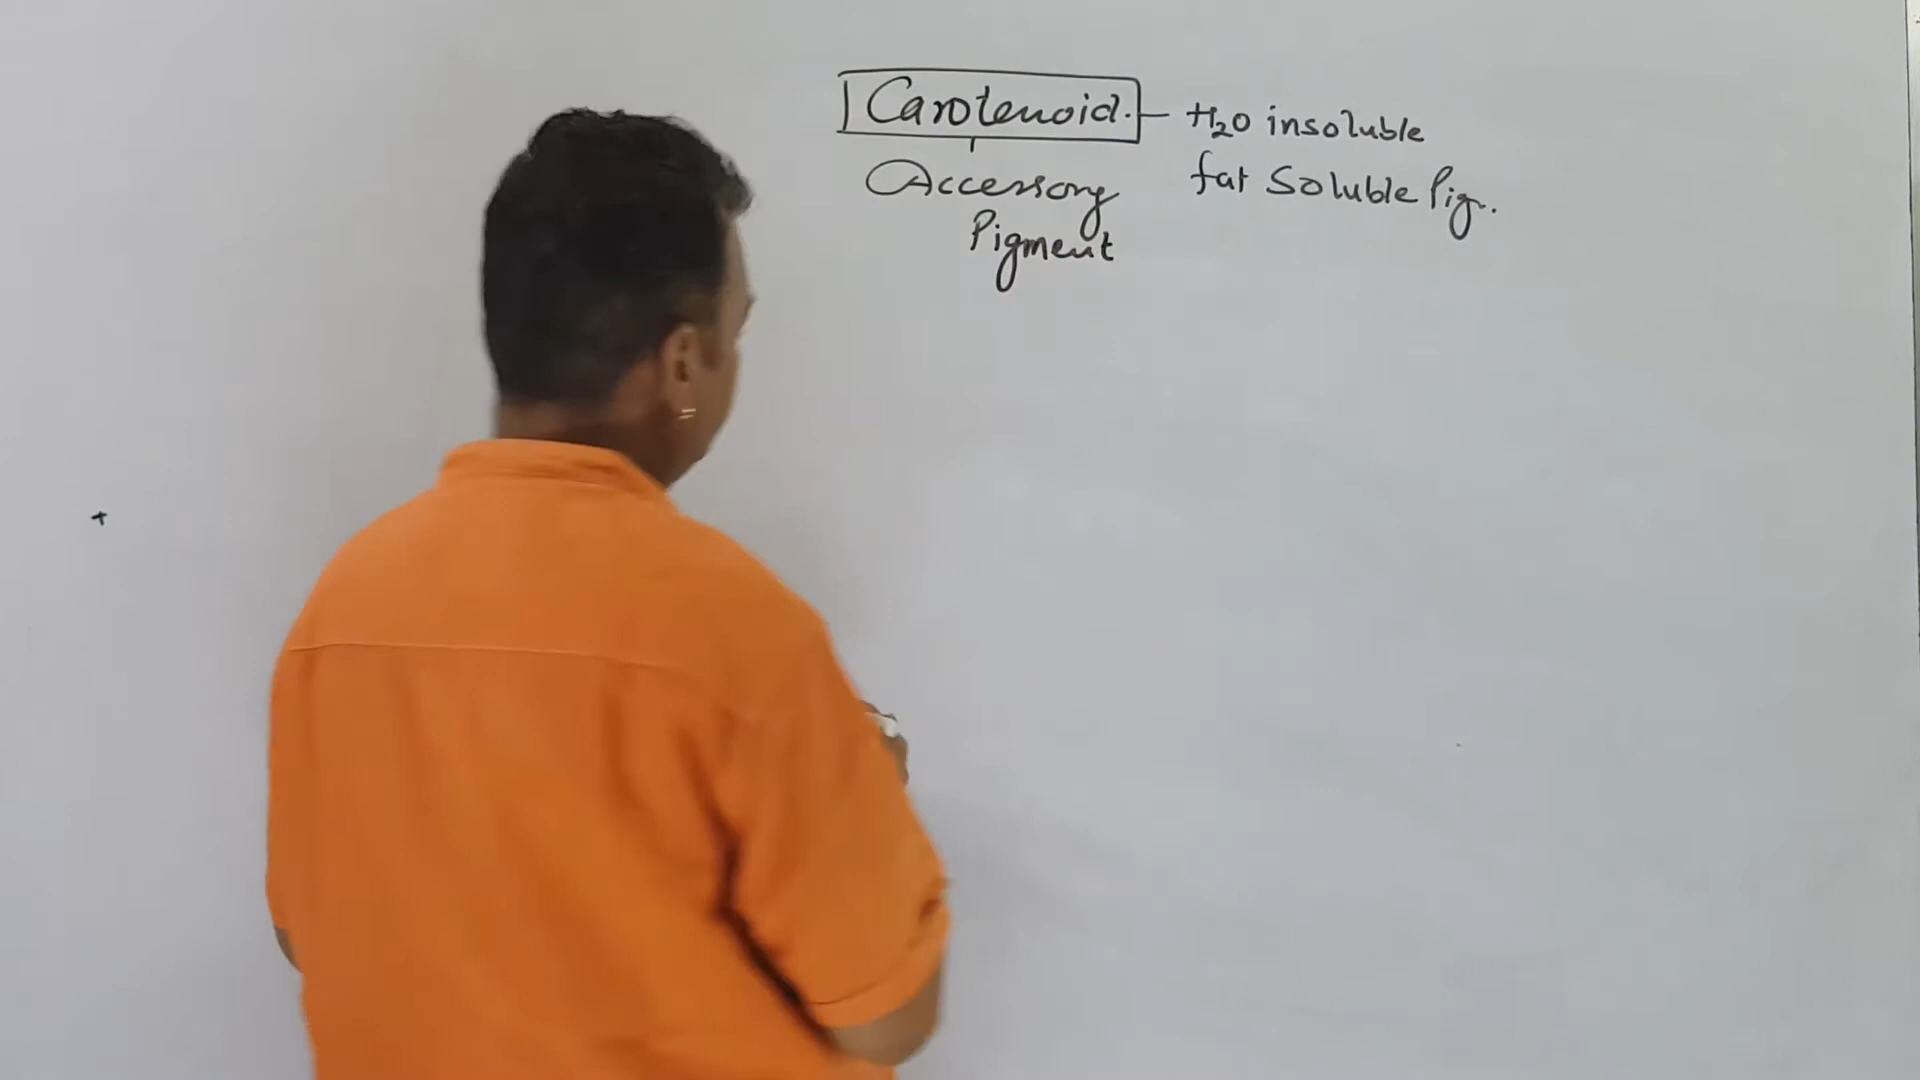 Carotenoid. - H₂O insoluble
Accessory fat Soluble Pig.
Pigment